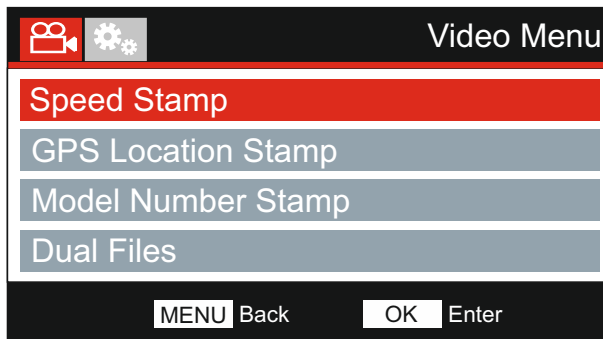 Video Menu
Speed Stamp
GPS Location Stamp
Model Number Stamp
Dual Files
MENU Back OK Enter